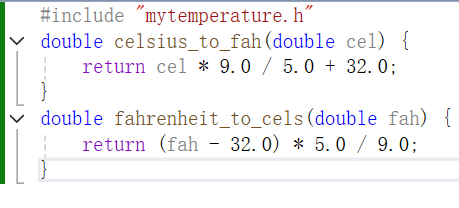 #include "mytemperature.h"
double celsius_to_fah(double cel) {
    return cel * 9.0 / 5.0 + 32.0;
}
double fahrenheit_to_cels(double fah) {
    return (fah - 32.0) * 5.0 / 9.0;
}